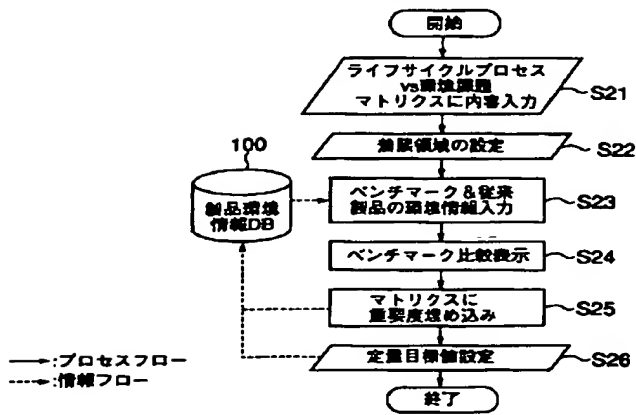 開始
ライフサイクルプロセス
vs環境課題
マトリクスに内容入力
S21
着眼領域の設定
S22
100
製品環境
情報DB
ベンチマーク&従来
製品の環境情報入力
S23
ベンチマーク比較表示
S24
マトリクスに
重要度埋め込み
S25
定量目標値設定
S26
終了
:プロセスフロー
:情報フロー